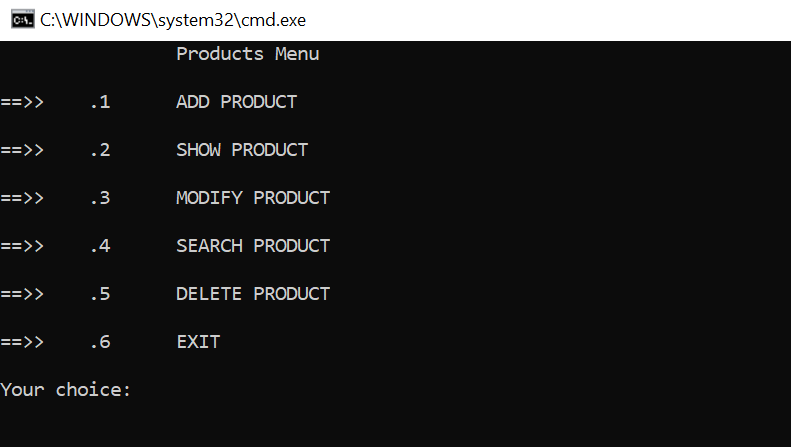 C:\WINDOWS\system32\cmd.exe
Products Menu
==>> .1 ADD PRODUCT
==>> .2 SHOW PRODUCT
==>> .3 MODIFY PRODUCT
==>> .4 SEARCH PRODUCT
==>> .5 DELETE PRODUCT
==>> .6 EXIT
Your choice: